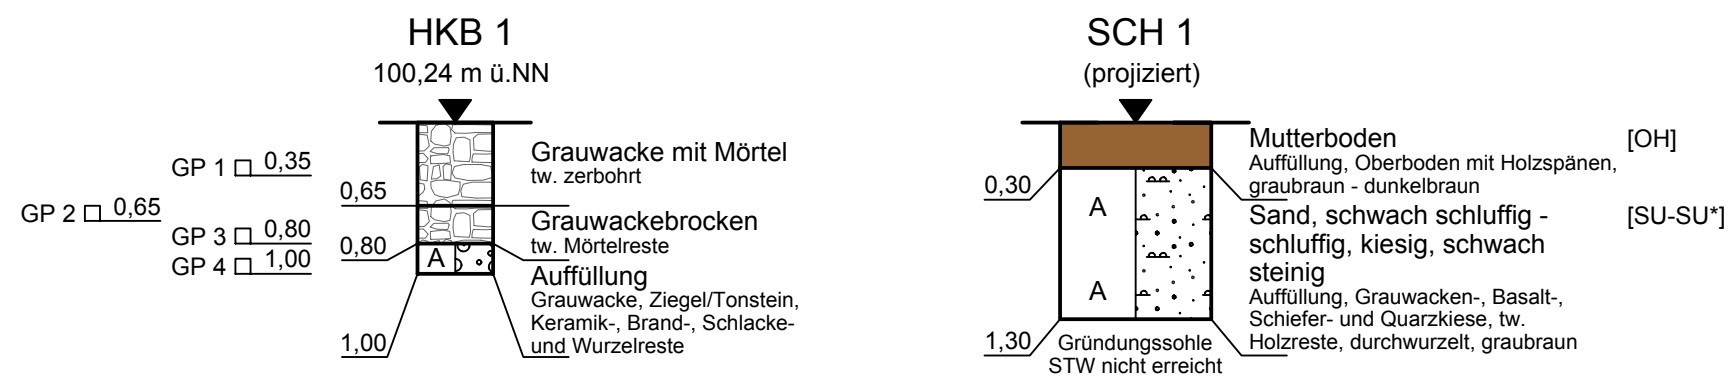 HKB 1
100,24 m ü.NN
GP 1 0,35
GP 2 0,65
GP 3 0,80
GP 4 1,00
0,65
0,80
1,00
A
Grauwacke mit Mörtel
tw. zerbohrt
Grauwackebrocken
tw. Mörtelreste
Auffüllung
Grauwacke, Ziegel/Tonstein,
Keramik-, Brand-, Schlacke-
und Wurzelreste
SCH 1
(projiziert)
0,30
1,30
A
A
Mutterboden [OH]
Auffüllung, Oberboden mit Holzspänen,
graubraun - dunkelbraun
Sand, schwach schluffig - [SU-SU*]
schluffig, kiesig, schwach
steinig
Auffüllung, Grauwacken-, Basalt-,
Schiefer- und Quarzkiese, tw.
Holzreste, durchwurzelt, graubraun
Gründungssohle
STW nicht erreicht